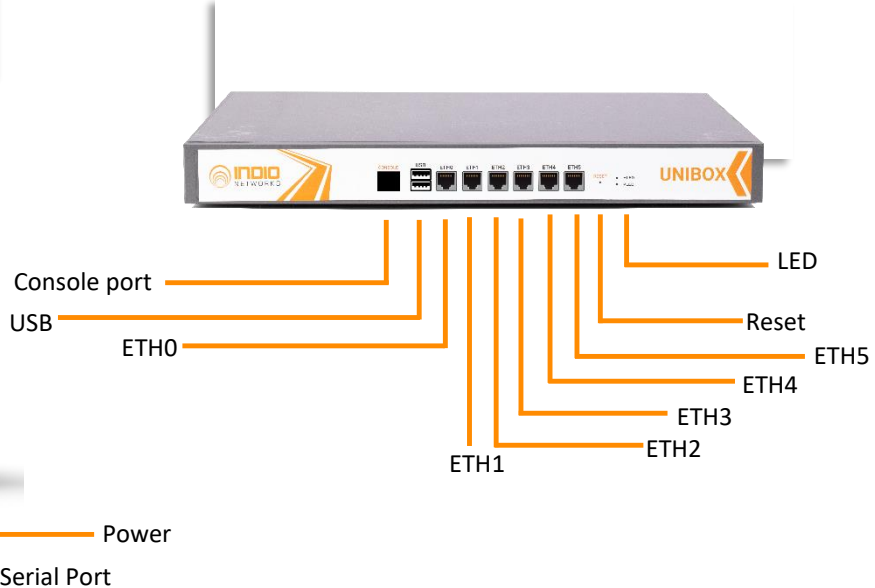 INDIO
NETWORKS
CONSOLE
USB
ETH0
ETH1
ETH2
ETH3
ETH4
ETH5
RESET
UNIBOX
LED
Console port
Reset
USB
ETH0
ETH5
ETH4
ETH3
ETH2
ETH1
Power
Serial Port